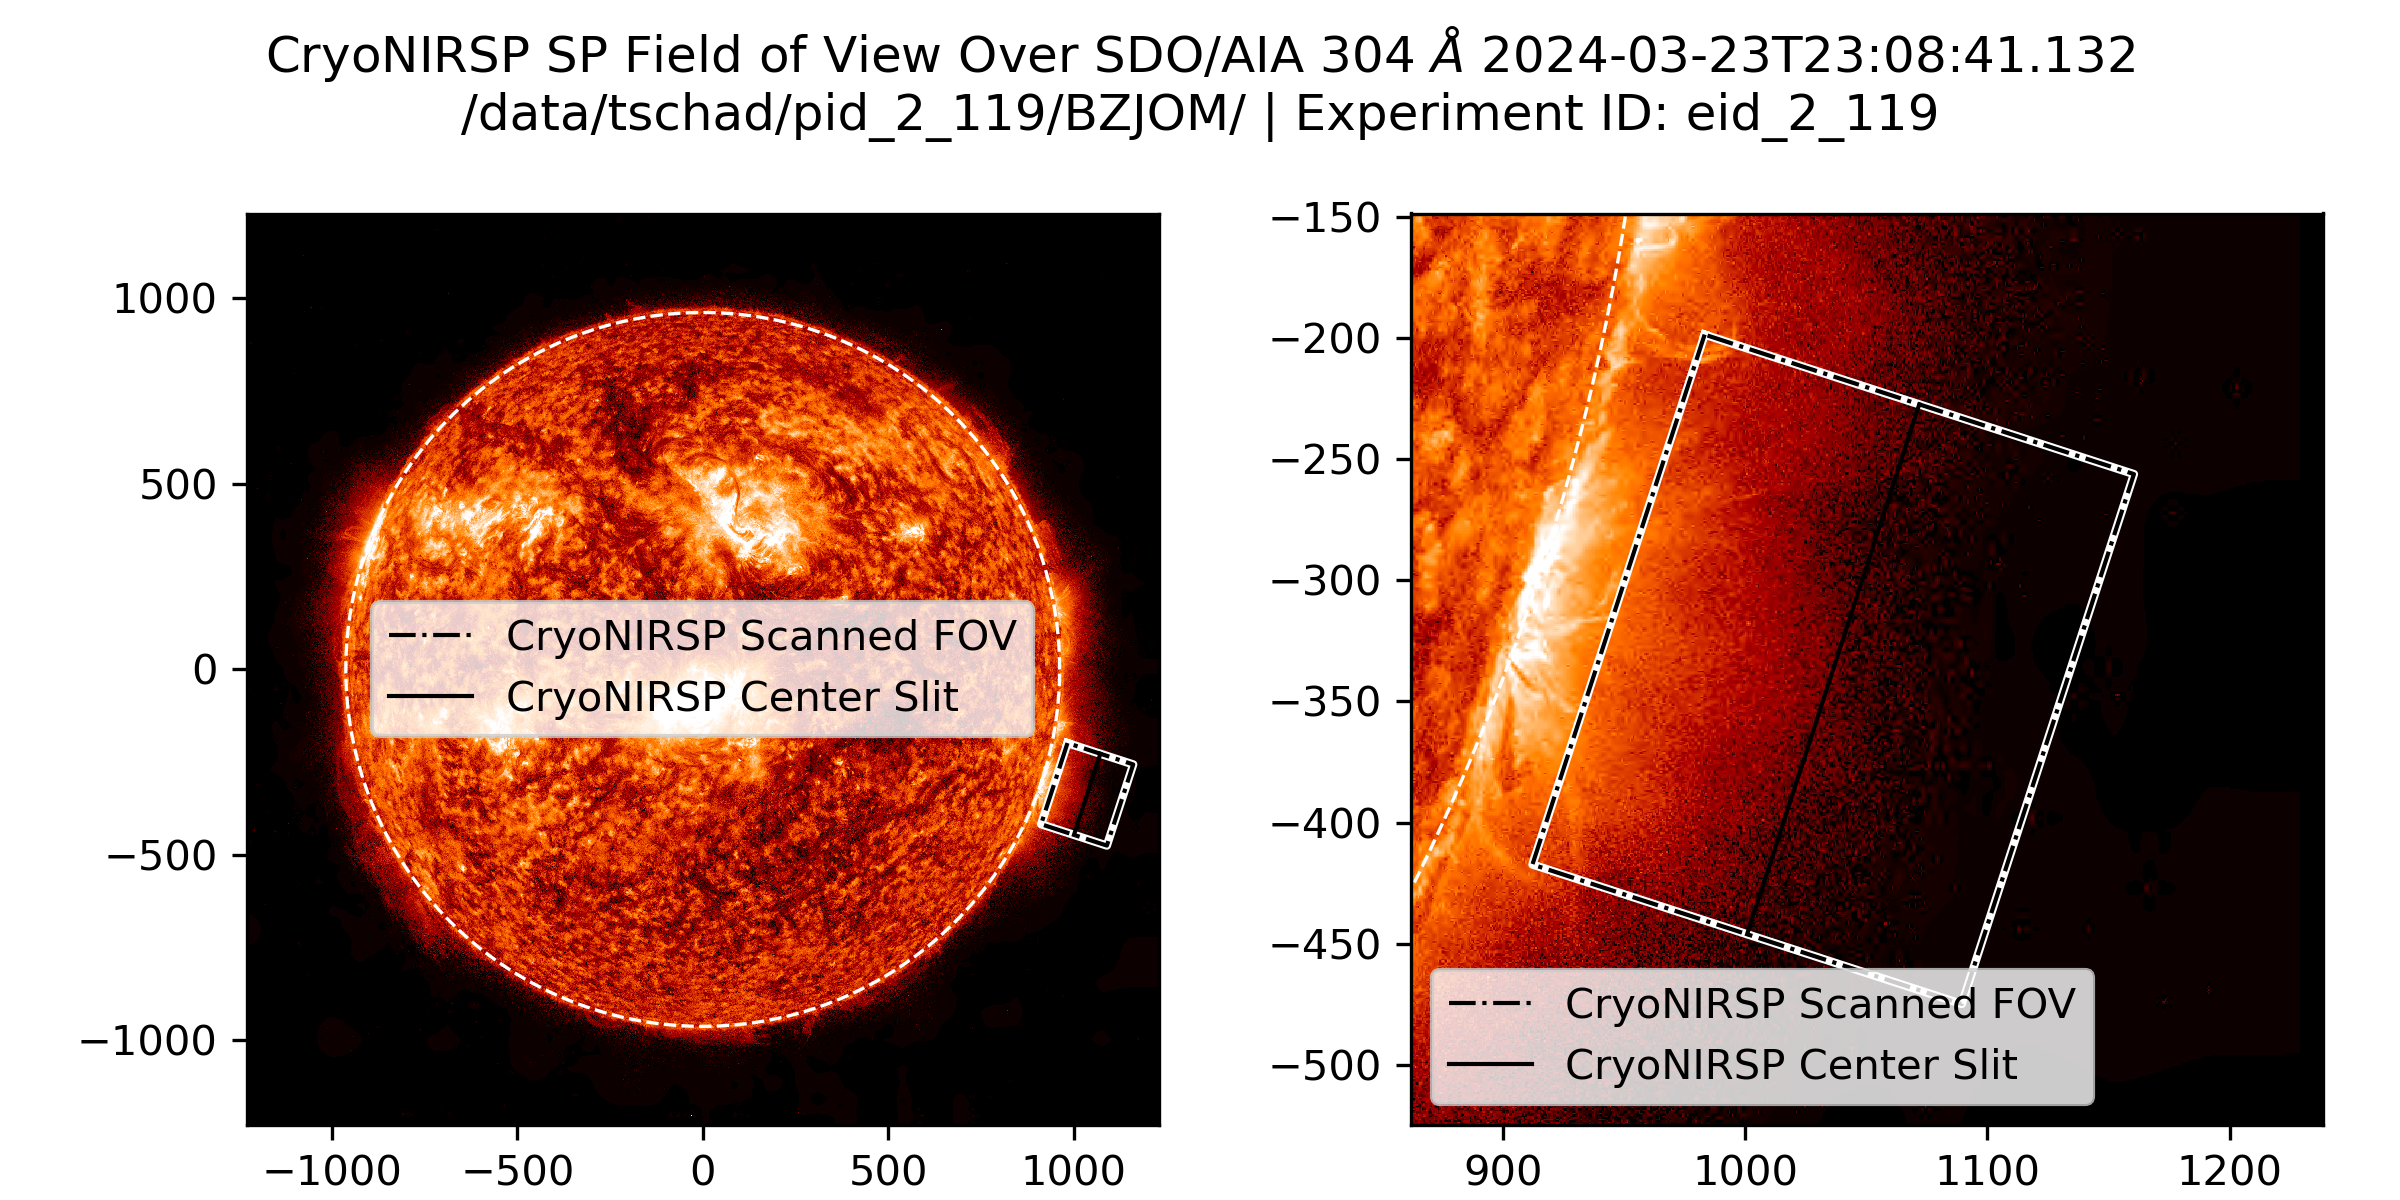 CryoNIRSP SP Field of View Over SDO/AIA 304 Å 2024-03-23T23:08:41.132
/data/tschad/pid_2_119/BZJOM/ | Experiment ID: eid_2_119
1000
500
0
−500
−1000
CryoNIRSP Scanned FOV
CryoNIRSP Center Slit
−1000 −500 0 500 1000
−150
−200
−250
−300
−350
−400
−450
−500
CryoNIRSP Scanned FOV
CryoNIRSP Center Slit
900 1000 1100 1200